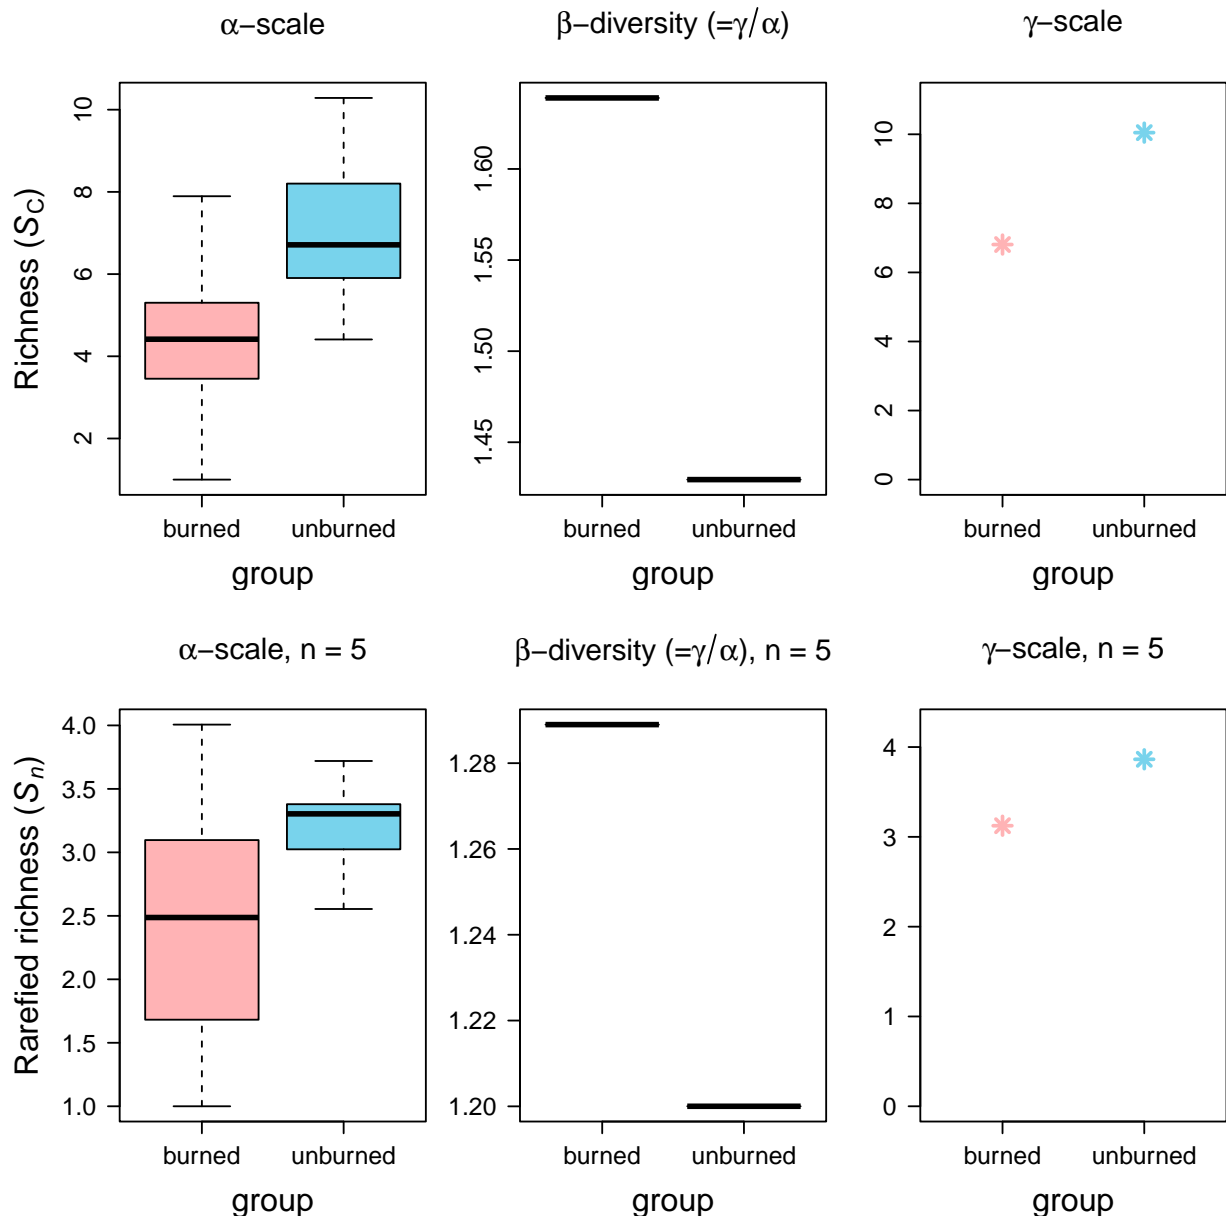 α−scale
β−diversity (=γ/α)
γ−scale
Richness (S_C)
10
8
6
4
2
1.60
1.55
1.50
1.45
10
8
6
4
2
0
burned unburned
burned unburned
burned unburned
group
group
group
α−scale, n = 5
β−diversity (=γ/α), n = 5
γ−scale, n = 5
Rarefied richness (S_n)
4.0
3.5
3.0
2.5
2.0
1.5
1.0
1.28
1.26
1.24
1.22
1.20
4
3
2
1
0
burned unburned
burned unburned
burned unburned
group
group
group